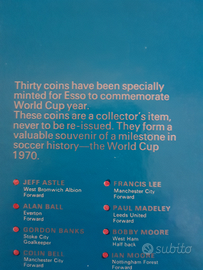 Thirty coins have been specially
minted for Esso to commemorate
World Cup year.
These coins are a collector's item,
never to be re-issued. They form a
valuable souvenir of a milestone in
soccer history—the World Cup
1970.
JEFF ASTLE
West Bromwich Albion
Forward
ALAN BALL
Everton
Forward
GORDON BANKS
Stoke City
Goalkeeper
COLIN BELL
Manchester City
Forward
FRANCIS LEE
Manchester City
Forward
PAUL MADELEY
Leeds United
Forward
BOBBY MOORE
West Ham
Half back
IAN MOORE
Nottingham Forest
Forward
subito